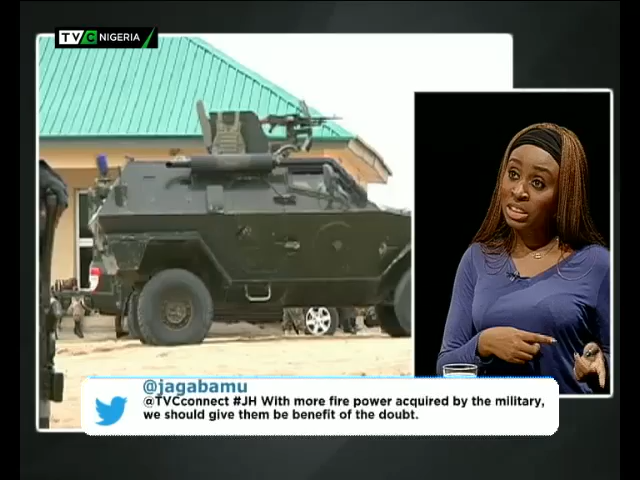 TVC NIGERIA
@jagabamu
@TVCconnect #JH With more fire power acquired by the military,
we should give them be benefit of the doubt.